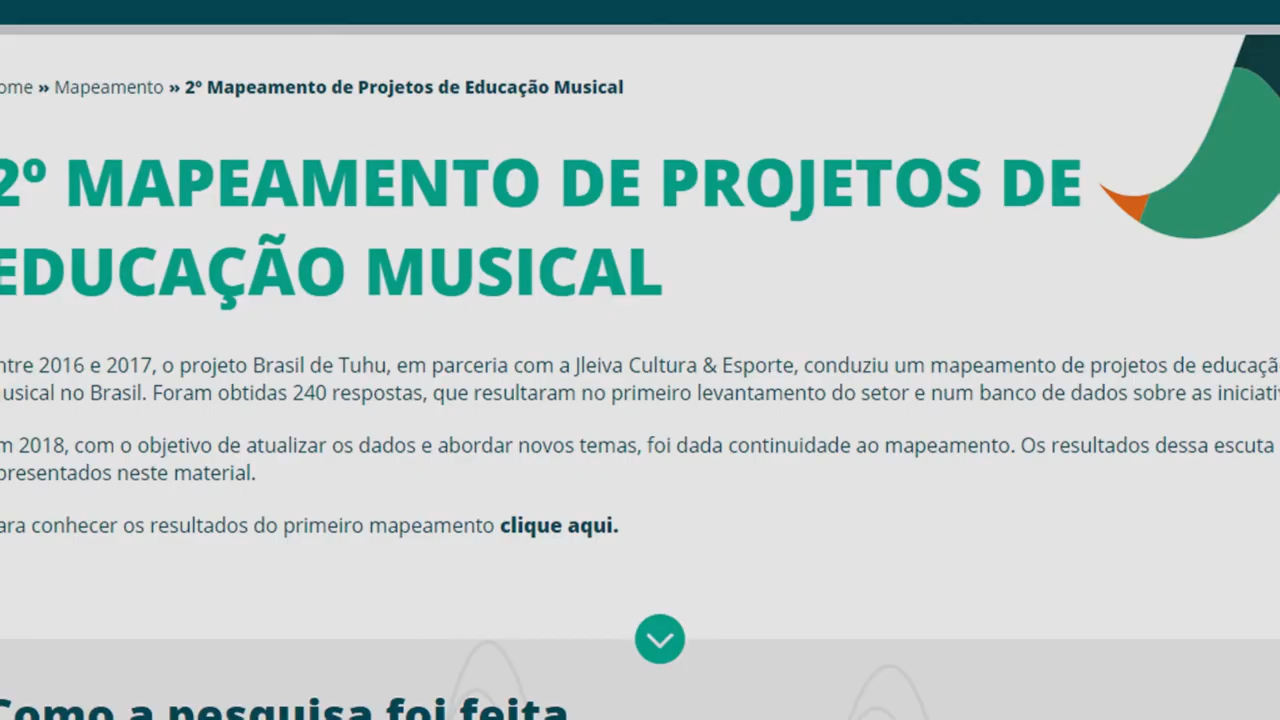 ome » Mapeamento » 2º Mapeamento de Projetos de Educação Musical
2º MAPEAMENTO DE PROJETOS DE
EDUCAÇÃO MUSICAL
ntre 2016 e 2017, o projeto Brasil de Tuhu, em parceria com a Jleiva Cultura & Esporte, conduziu um mapeamento de projetos de educaçã
usical no Brasil. Foram obtidas 240 respostas, que resultaram no primeiro levantamento do setor e num banco de dados sobre as iniciativ
m 2018, com o objetivo de atualizar os dados e abordar novos temas, foi dada continuidade ao mapeamento. Os resultados dessa escuta
presentados neste material.
ara conhecer os resultados do primeiro mapeamento clique aqui.
Como a pesquisa foi feita